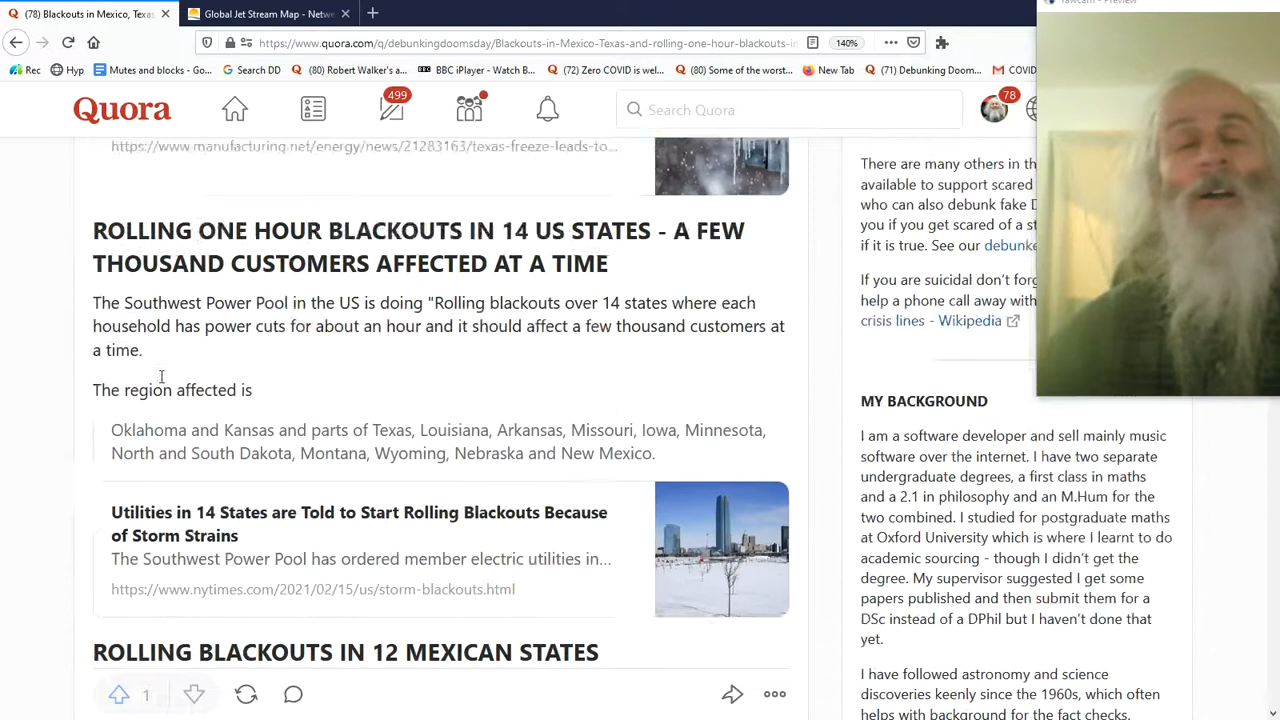 (78) Blackouts in Mexico, Texas
Global Jet Stream Map - Netwe
Yawcam - Preview
https://www.quora.com/q/debunkingdoomsday/Blackouts-in-Mexico-Texas-and-rolling-one-hour-blackouts-in
140%
Rec
Hyp
Mutes and blocks - Go...
Search DD
(80) Robert Walker's a...
BBC iPlayer - Watch B...
(72) Zero COVID is wel...
(80) Some of the worst...
New Tab
(71) Debunking Doom...
COVID
Quora
499
Search Quora
78
https://www.manufacturing.net/energy/news/21283163/texas-freeze-leads-to...
ROLLING ONE HOUR BLACKOUTS IN 14 US STATES - A FEW
THOUSAND CUSTOMERS AFFECTED AT A TIME
The Southwest Power Pool in the US is doing "Rolling blackouts over 14 states where each
household has power cuts for about an hour and it should affect a few thousand customers at
a time.
The region affected is
Oklahoma and Kansas and parts of Texas, Louisiana, Arkansas, Missouri, Iowa, Minnesota,
North and South Dakota, Montana, Wyoming, Nebraska and New Mexico.
Utilities in 14 States are Told to Start Rolling Blackouts Because
of Storm Strains
The Southwest Power Pool has ordered member electric utilities in...
https://www.nytimes.com/2021/02/15/us/storm-blackouts.html
ROLLING BLACKOUTS IN 12 MEXICAN STATES
1
There are many others in th
available to support scared
who can also debunk fake D
you if you get scared of a st
if it is true. See our debunke
If you are suicidal don't forg
help a phone call away with
crisis lines - Wikipedia
MY BACKGROUND
I am a software developer and sell mainly music
software over the internet. I have two separate
undergraduate degrees, a first class in maths
and a 2.1 in philosophy and an M.Hum for the
two combined. I studied for postgraduate maths
at Oxford University which is where I learnt to do
academic sourcing - though I didn't get the
degree. My supervisor suggested I get some
papers published and then submit them for a
DSc instead of a DPhil but I haven't done that
yet.
I have followed astronomy and science
discoveries keenly since the 1960s, which often
helps with background for the fact checks.